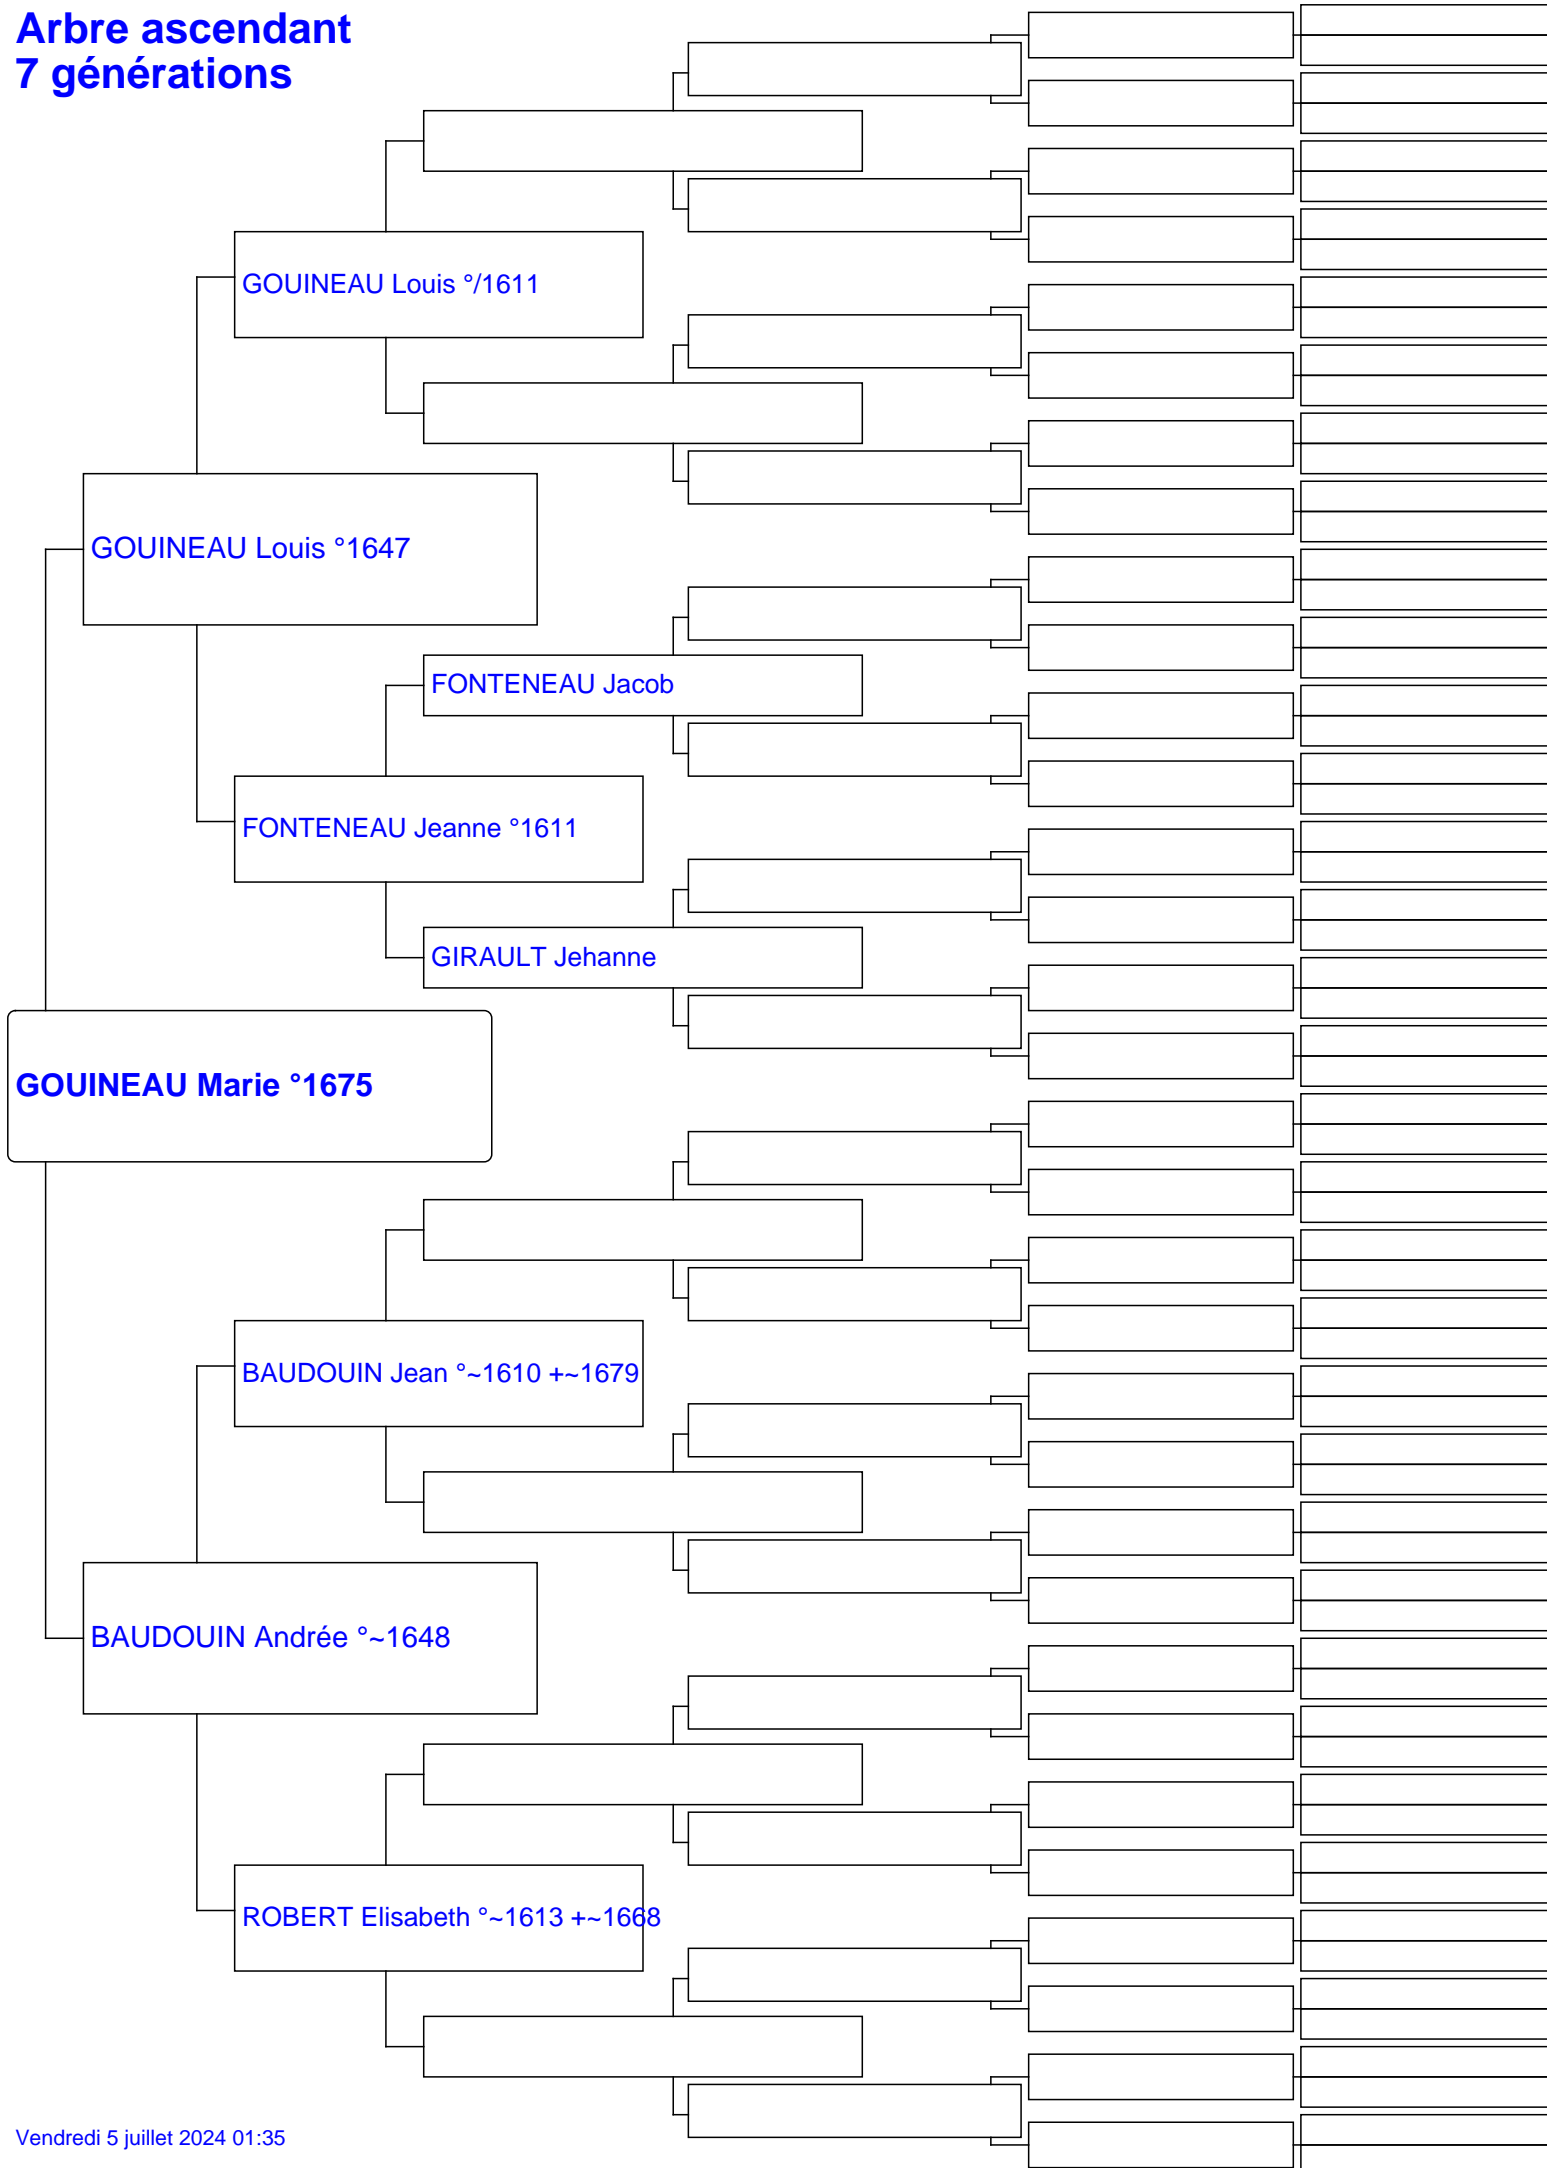 Arbre ascendant
7 générations
GOUINEAU Louis °/1611
GOUINEAU Louis °1647
FONTENEAU Jacob
FONTENEAU Jeanne °1611
GIRAULT Jehanne
GOUINEAU Marie °1675
BAUDOUIN Jean °~1610 +~1679
BAUDOUIN Andrée °~1648
ROBERT Elisabeth °~1613 +~1668
Vendredi 5 juillet 2024 01:35